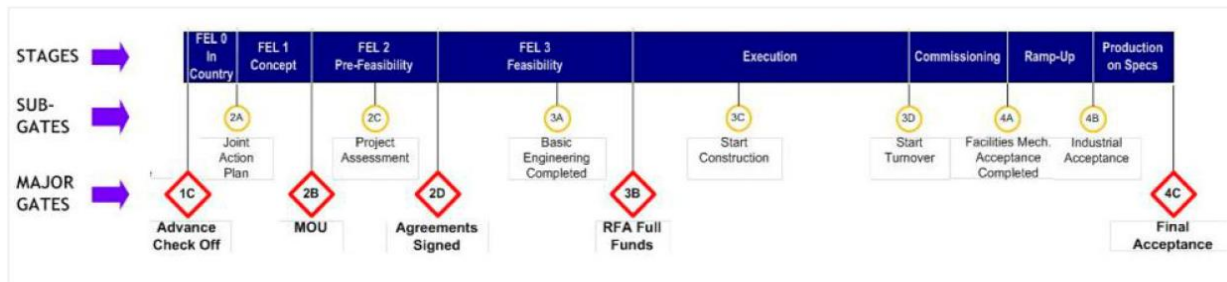 STAGES
FEL 0
In
Country
FEL 1
Concept
FEL 2
Pre-Feasibility
FEL 3
Feasibility
Execution
Commissioning
Ramp-Up
Production
on Specs
SUB-
GATES
2A
Joint
Action
Plan
2C
Project
Assessment
3A
Basic
Engineering
Completed
3C
Start
Construction
3D
Start
Turnover
4A
Facilities Mech.
Acceptance
Completed
4B
Industrial
Acceptance
MAJOR
GATES
1C
Advance
Check Off
2B
MOU
2D
Agreements
Signed
3B
RFA Full
Funds
4C
Final
Acceptance